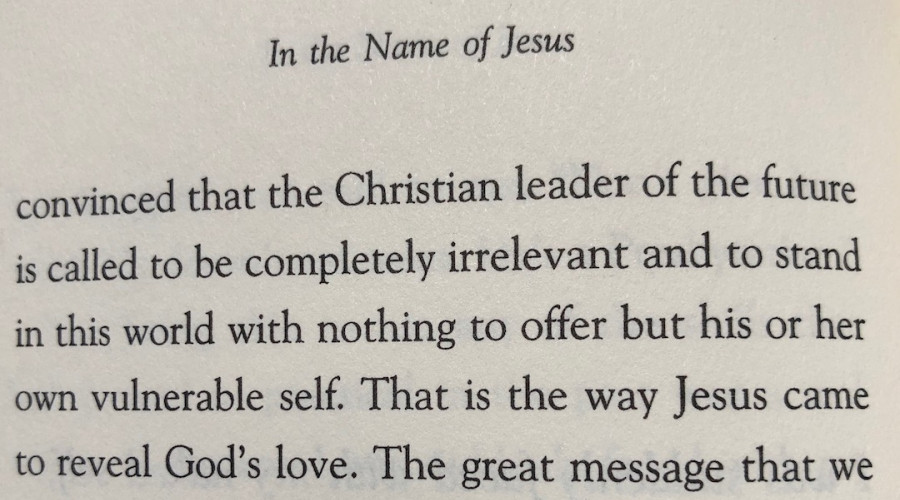 In the Name of Jesus
convinced that the Christian leader of the future
is called to be completely irrelevant and to stand
in this world with nothing to offer but his or her
own vulnerable self. That is the way Jesus came
to reveal God’s love. The great message that we